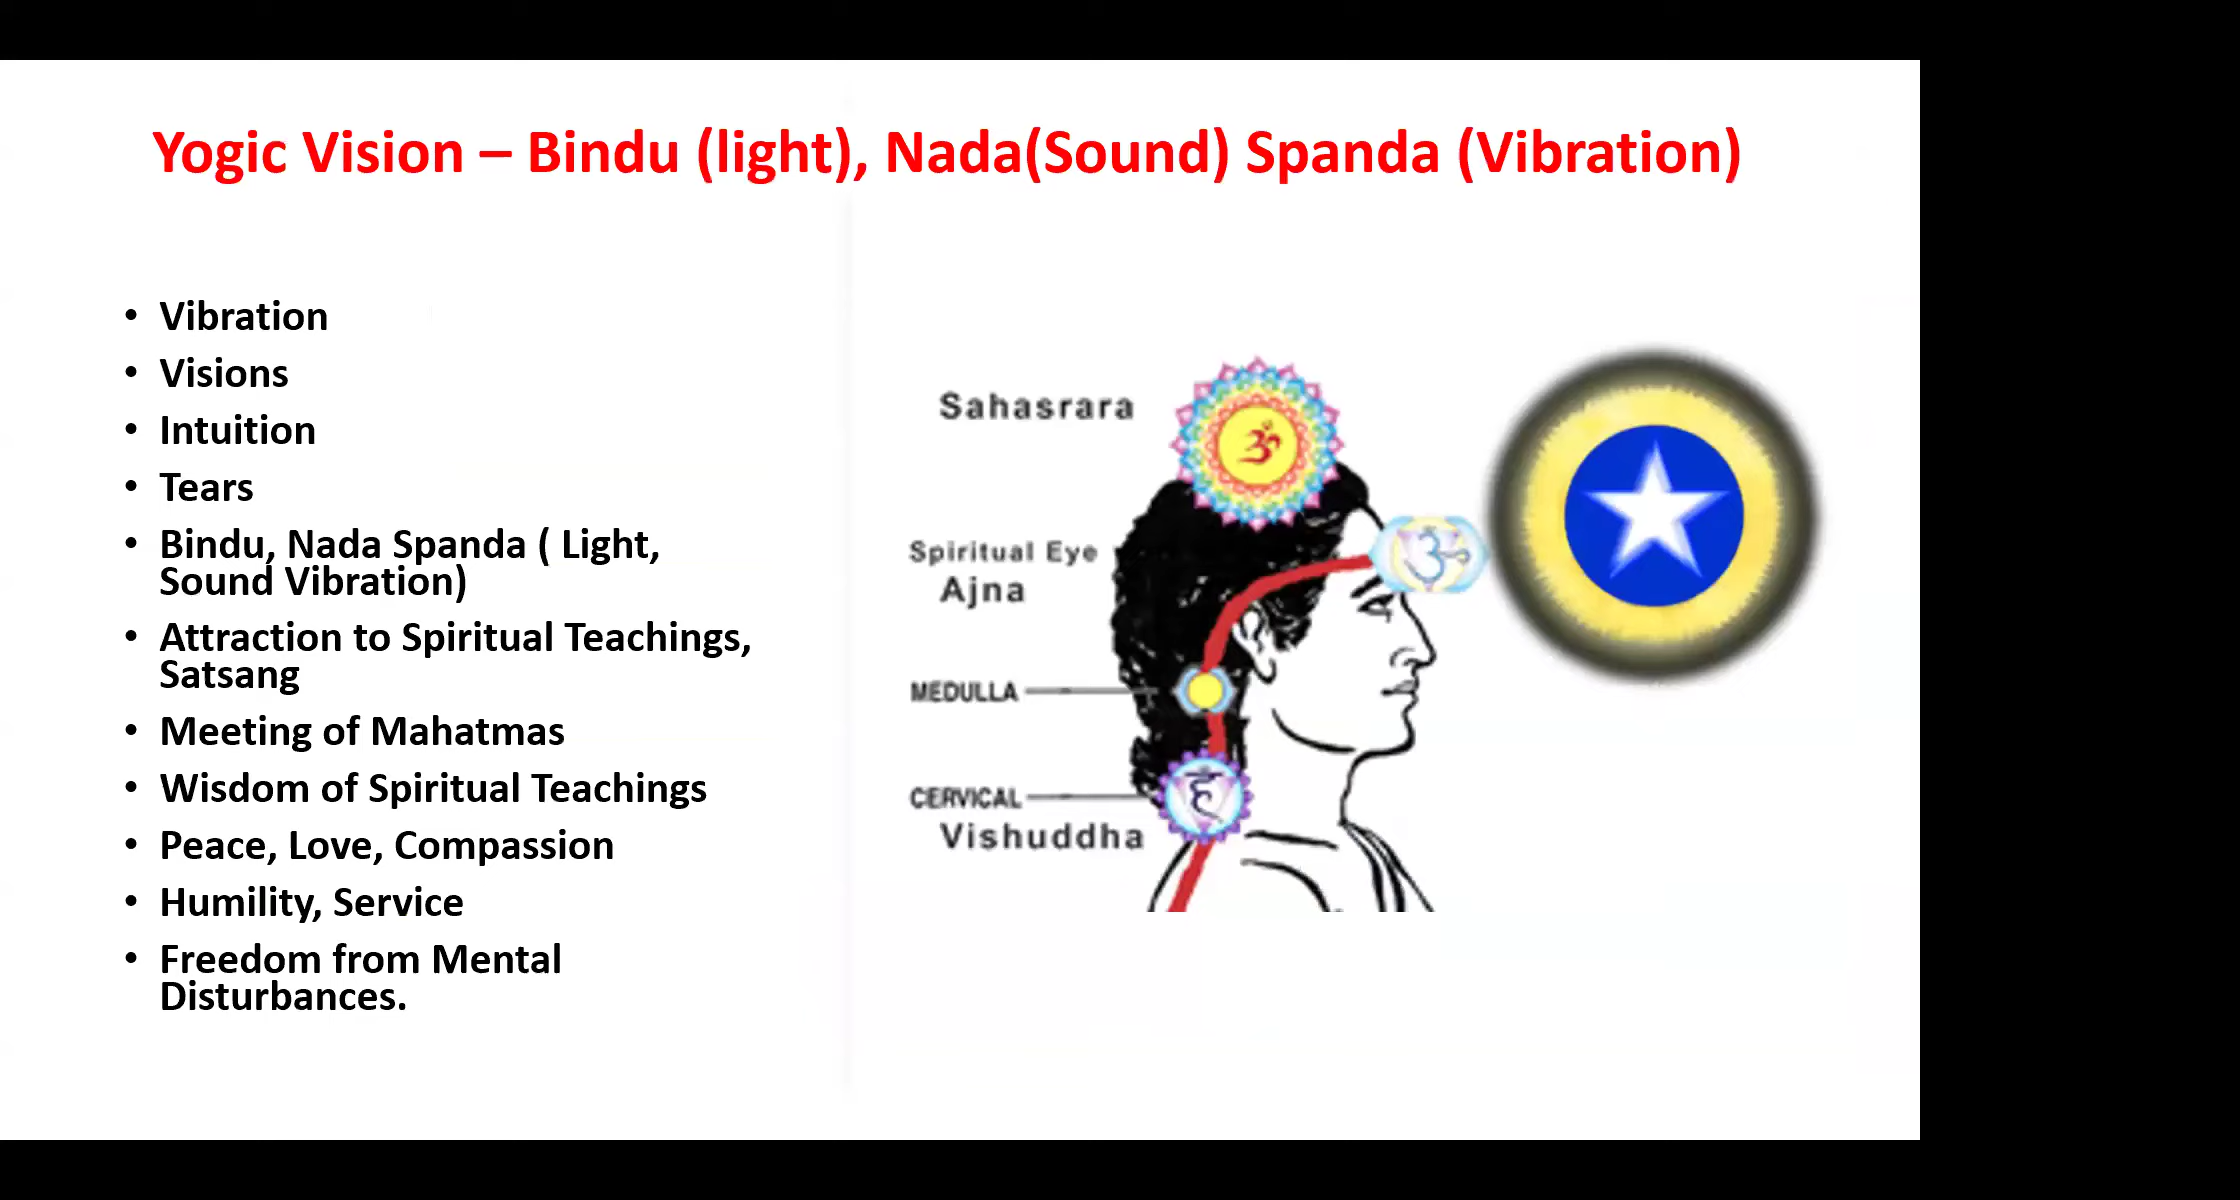 Yogic Vision – Bindu (light), Nada(Sound) Spanda (Vibration)
• Vibration
• Visions
• Intuition
• Tears
• Bindu, Nada Spanda ( Light,
Sound Vibration)
• Attraction to Spiritual Teachings,
Satsang
• Meeting of Mahatmas
• Wisdom of Spiritual Teachings
• Peace, Love, Compassion
• Humility, Service
• Freedom from Mental
Disturbances.
Sahasrara
ॐ
Spiritual Eye
Ajna
ॐ
MEDULLA
CERVICAL
Vishuddha
हं